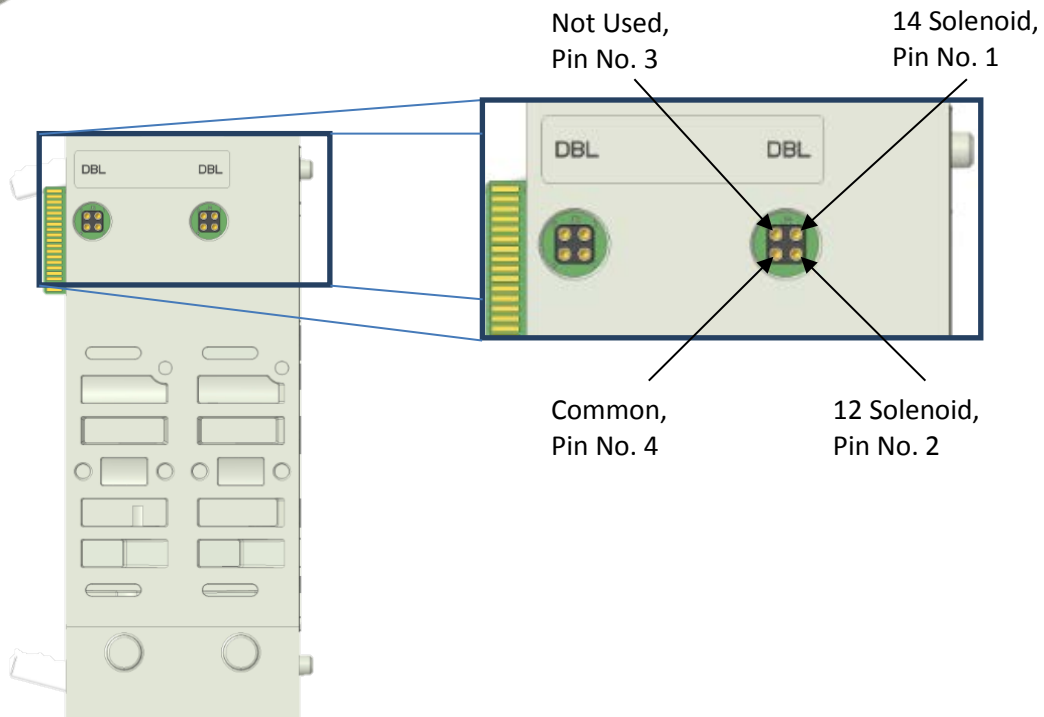 Not Used,
Pin No. 3
14 Solenoid,
Pin No. 1
DBL DBL
DBL DBL
Common,
Pin No. 4
12 Solenoid,
Pin No. 2